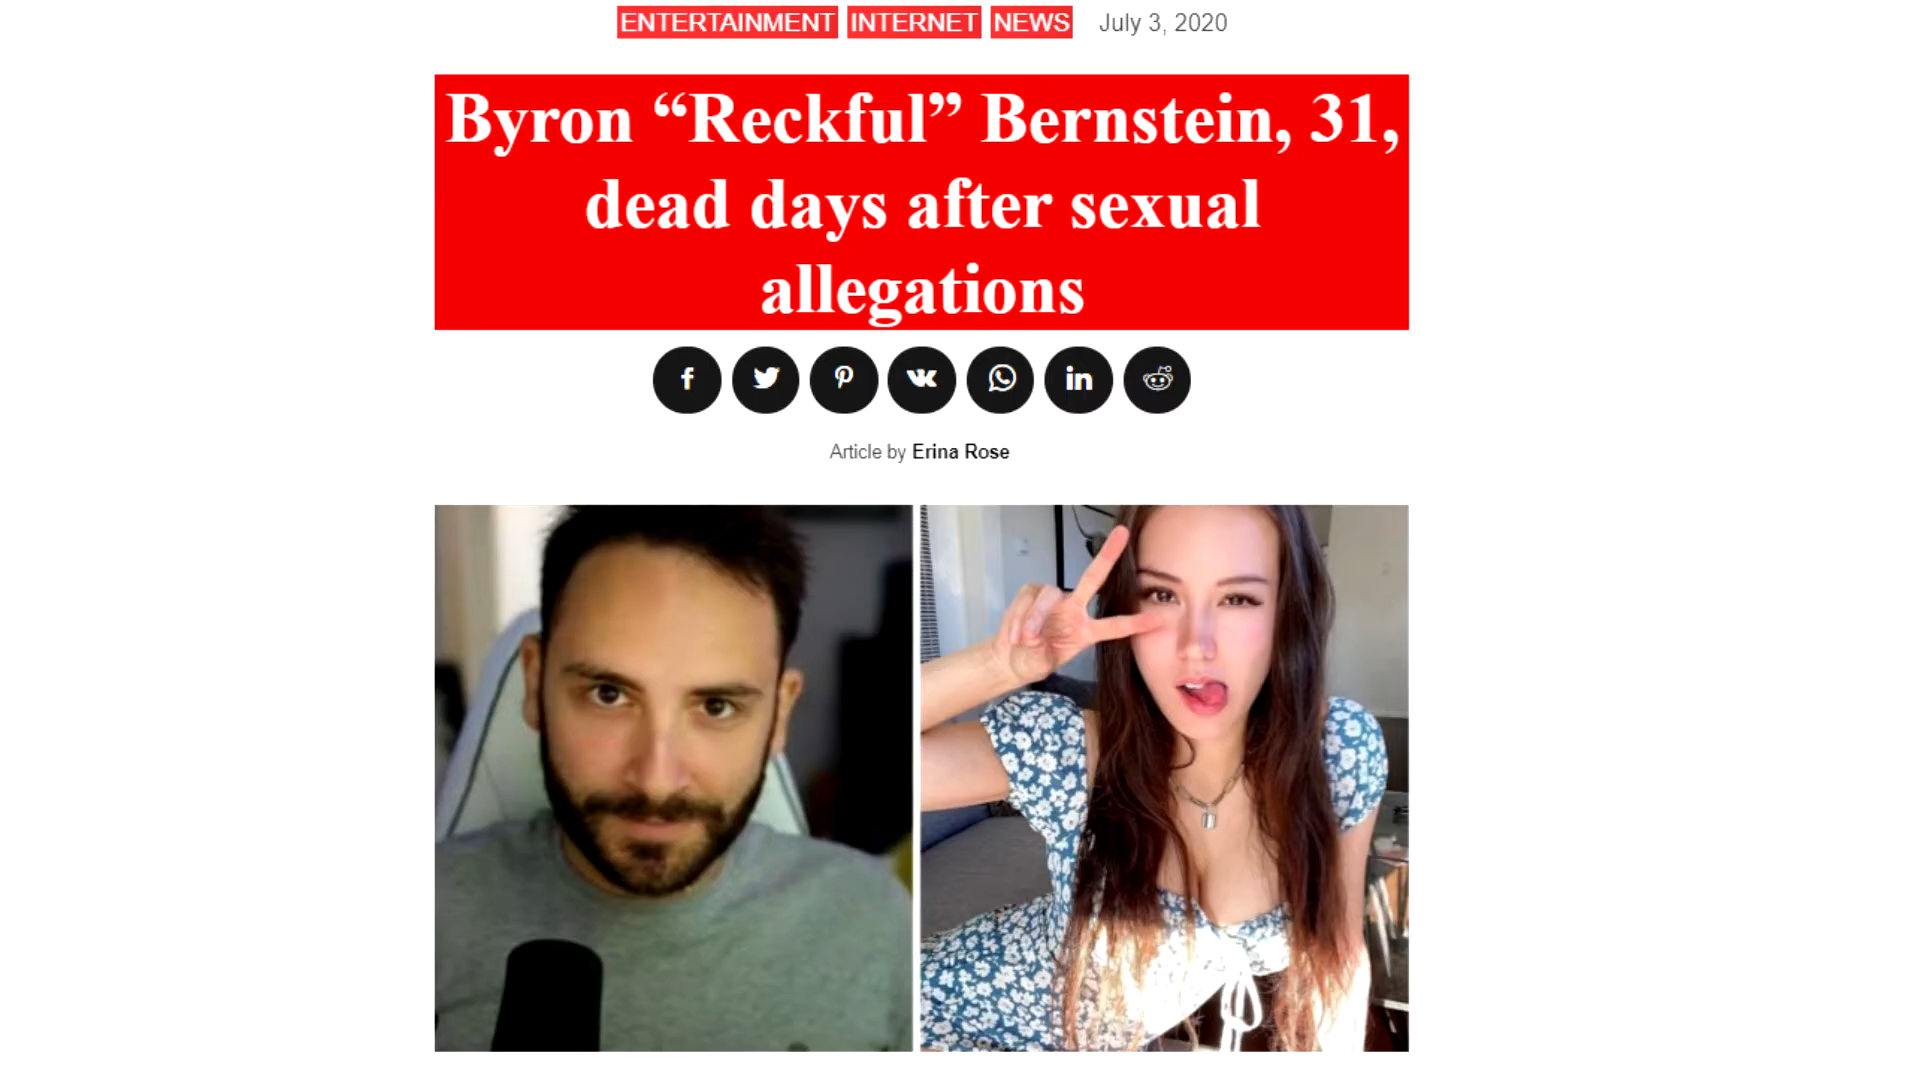 ENTERTAINMENT INTERNET NEWS July 3, 2020
Byron “Reckful” Bernstein, 31,
dead days after sexual
allegations
Article by Erina Rose